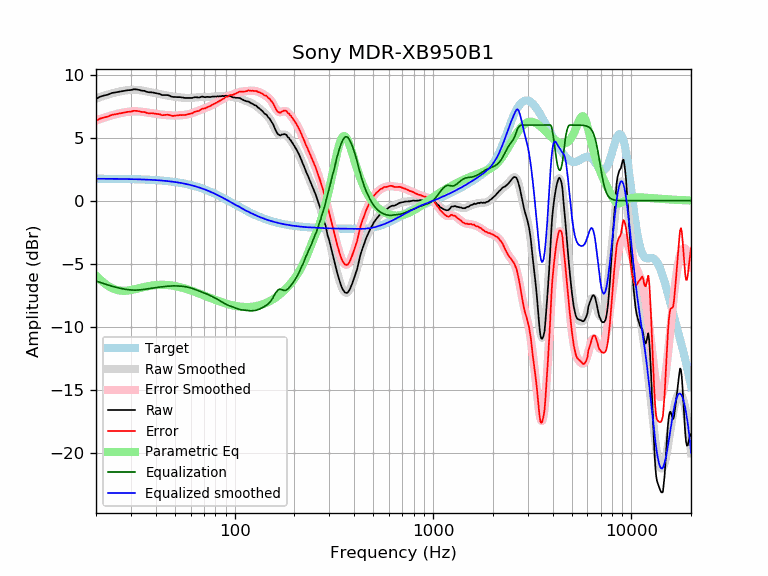 Sony MDR-XB950B1
10
5
0
−5
−10
−15
−20
Amplitude (dBr)
Target
Raw Smoothed
Error Smoothed
Raw
Error
Parametric Eq
Equalization
Equalized smoothed
100
1000
10000
Frequency (Hz)